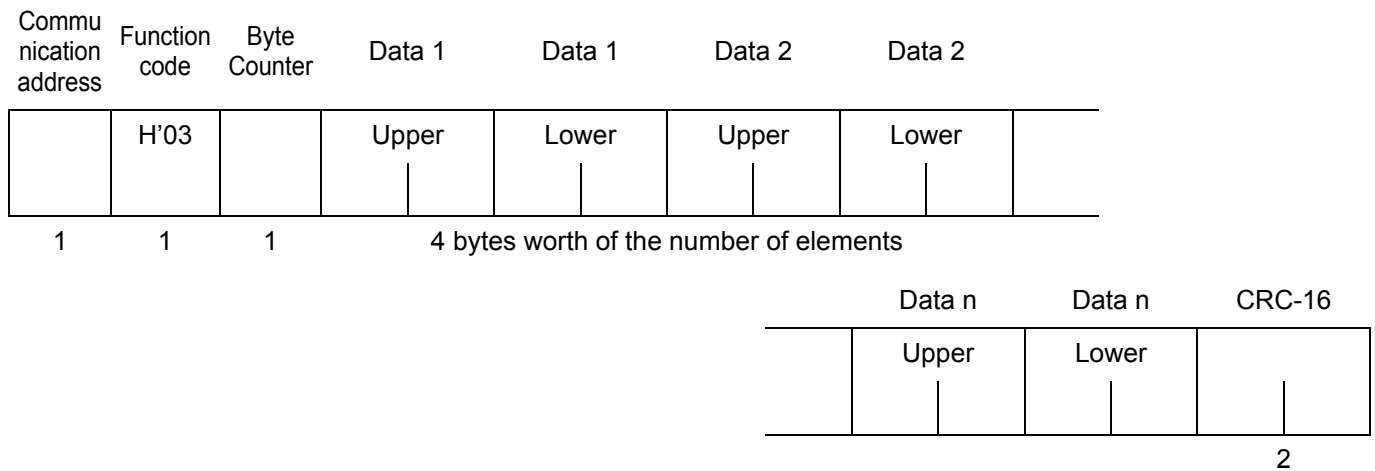 Commu
nication
address
Function
code
Byte
Counter
Data 1
Data 1
Data 2
Data 2
H’03
Upper
Lower
Upper
Lower
1
1
1
4 bytes worth of the number of elements
Data n
Data n
CRC-16
Upper
Lower
2